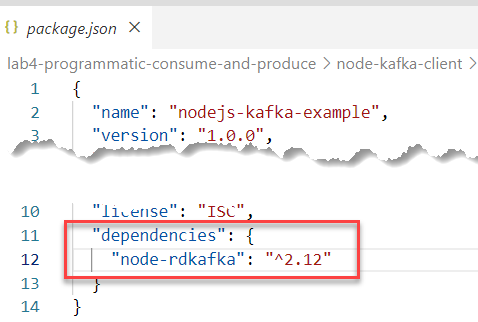 { } package.json ×
lab4-programmatic-consume-and-produce > node-kafka-client >
1 {
2 "name": "nodejs-kafka-example",
3 "version": "1.0.0",
10 "license": "ISC",
11 "dependencies": {
12 "node-rdkafka": "^2.12"
13 }
14 }